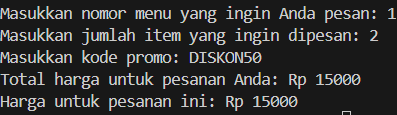 Masukkan nomor menu yang ingin Anda pesan: 1
Masukkan jumlah item yang ingin dipesan: 2
Masukkan kode promo: DISKON50
Total harga untuk pesanan Anda: Rp 15000
Harga untuk pesanan ini: Rp 15000